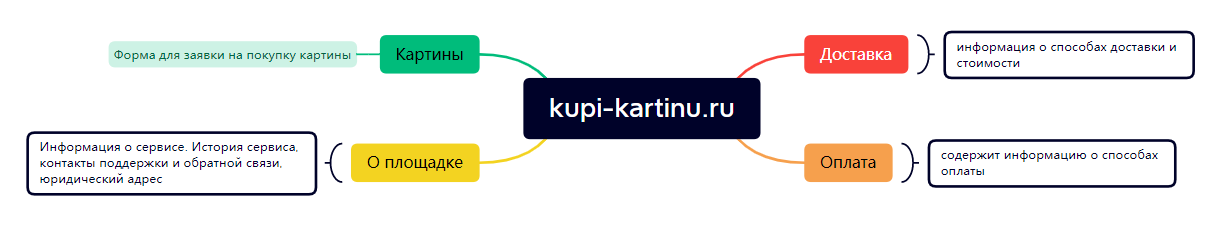 Форма для заявки на покупку картины
Картины
Доставка
информация о способах доставки и
стоимости
kupi-kartinu.ru
Информация о сервисе. История сервиса,
контакты поддержки и обратной связи,
юридический адрес
О площадке
Оплата
содержит информацию о способах
оплаты